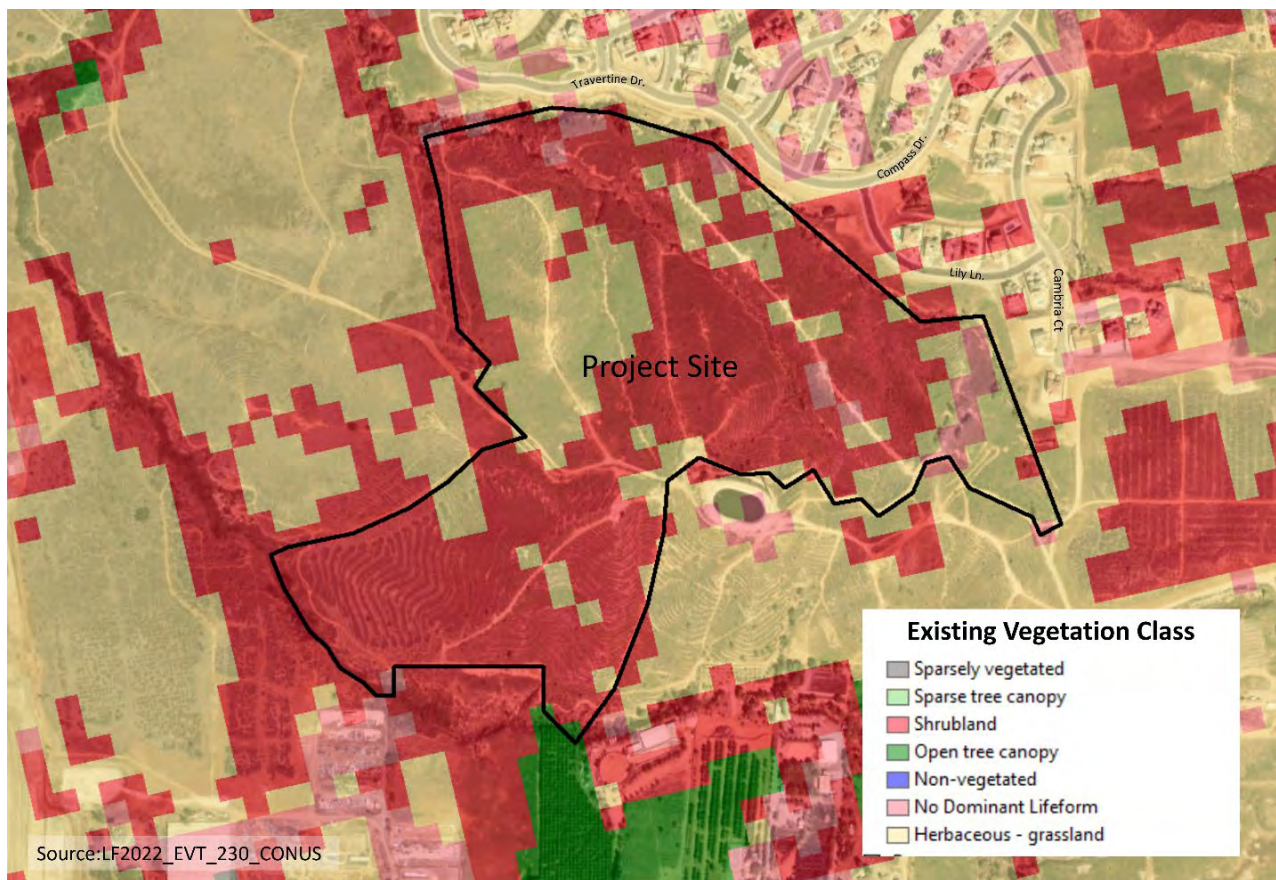 Travertine Dr.
Compass Dr.
Lily Ln.
Cambria Ct
Project Site
Existing Vegetation Class
Sparsely vegetated
Sparse tree canopy
Shrubland
Open tree canopy
Non-vegetated
No Dominant Lifeform
Herbaceous - grassland
Source:LF2022_EVT_230_CONUS